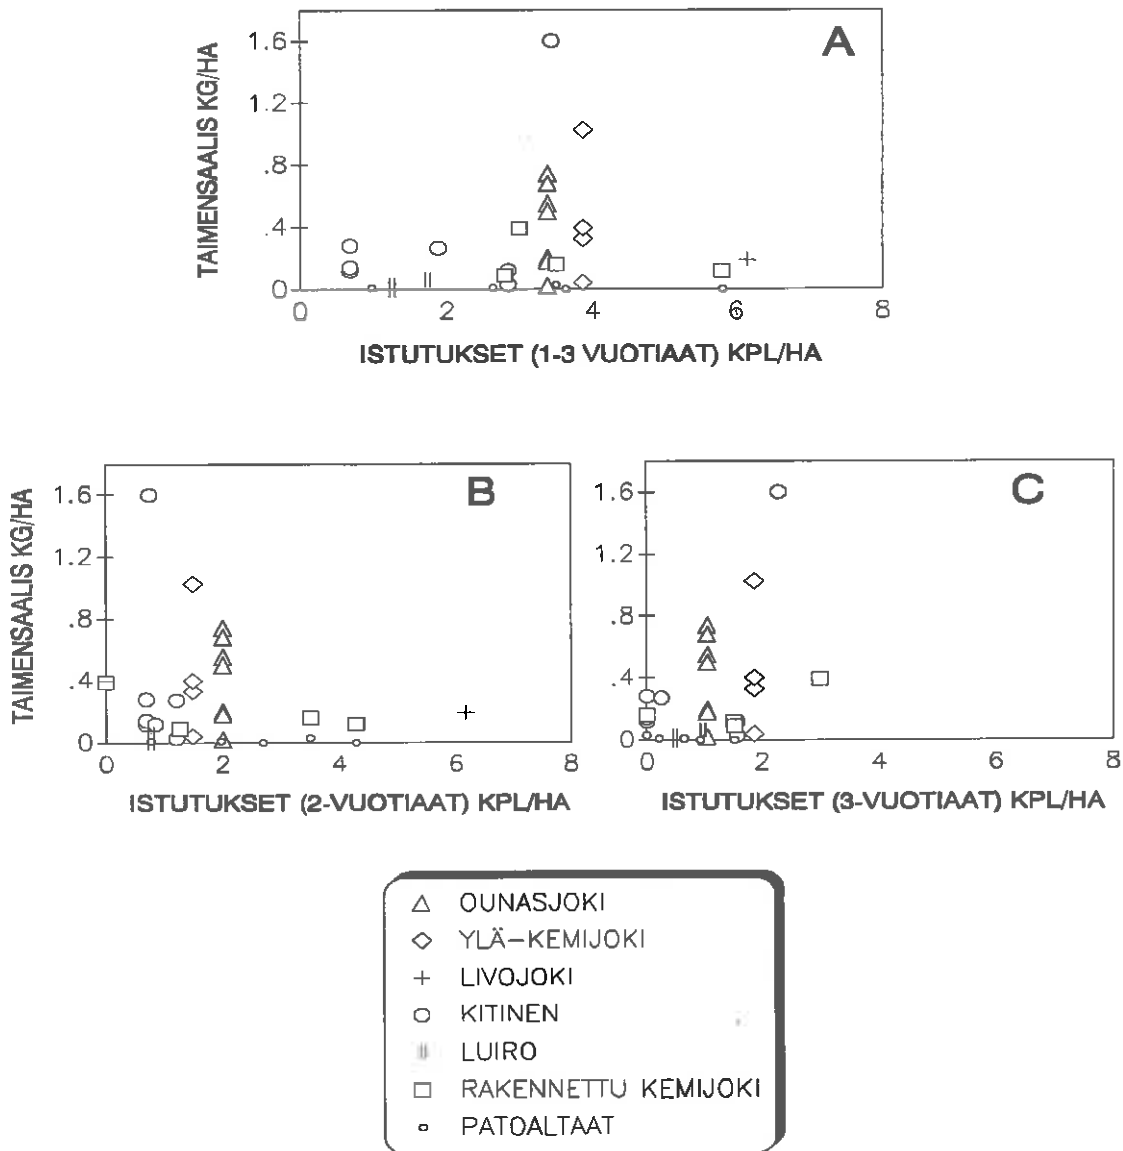 A
TAIMENSAALIS KG/HA
1.6
1.2
.8
.4
0
0 2 4 6 8
ISTUTUKSET (1-3 VUOTIAAT) KPL/HA
B
TAIMENSAALIS KG/HA
1.6
1.2
.8
.4
0
0 2 4 6 8
ISTUTUKSET (2-VUOTIAAT) KPL/HA
C
1.6
1.2
.8
.4
0
0 2 4 6 8
ISTUTUKSET (3-VUOTIAAT) KPL/HA
OUNASJOKI
YLÄ-KEMIJOKI
LIVOJOKI
KITINEN
LUIRO
RAKENNETTU KEMIJOKI
PATOALTAAT